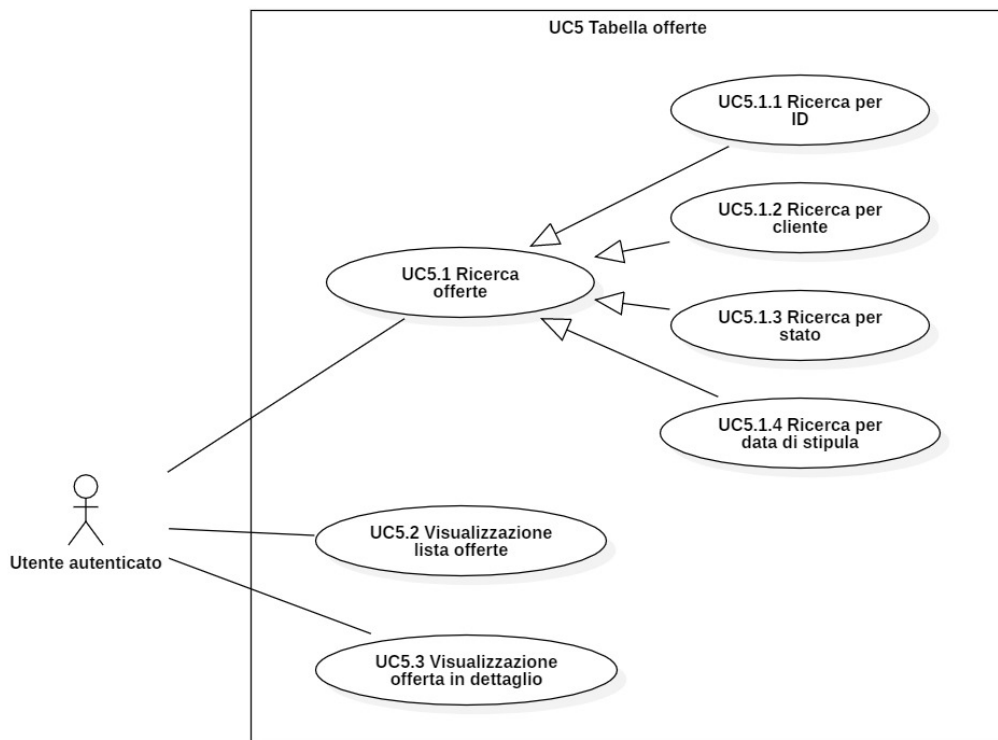 UC5 Tabella offerte
UC5.1.1 Ricerca per
ID
UC5.1.2 Ricerca per
cliente
UC5.1 Ricerca
offerte
UC5.1.3 Ricerca per
stato
UC5.1.4 Ricerca per
data di stipula
Utente autenticato
UC5.2 Visualizzazione
lista offerte
UC5.3 Visualizzazione
offerta in dettaglio